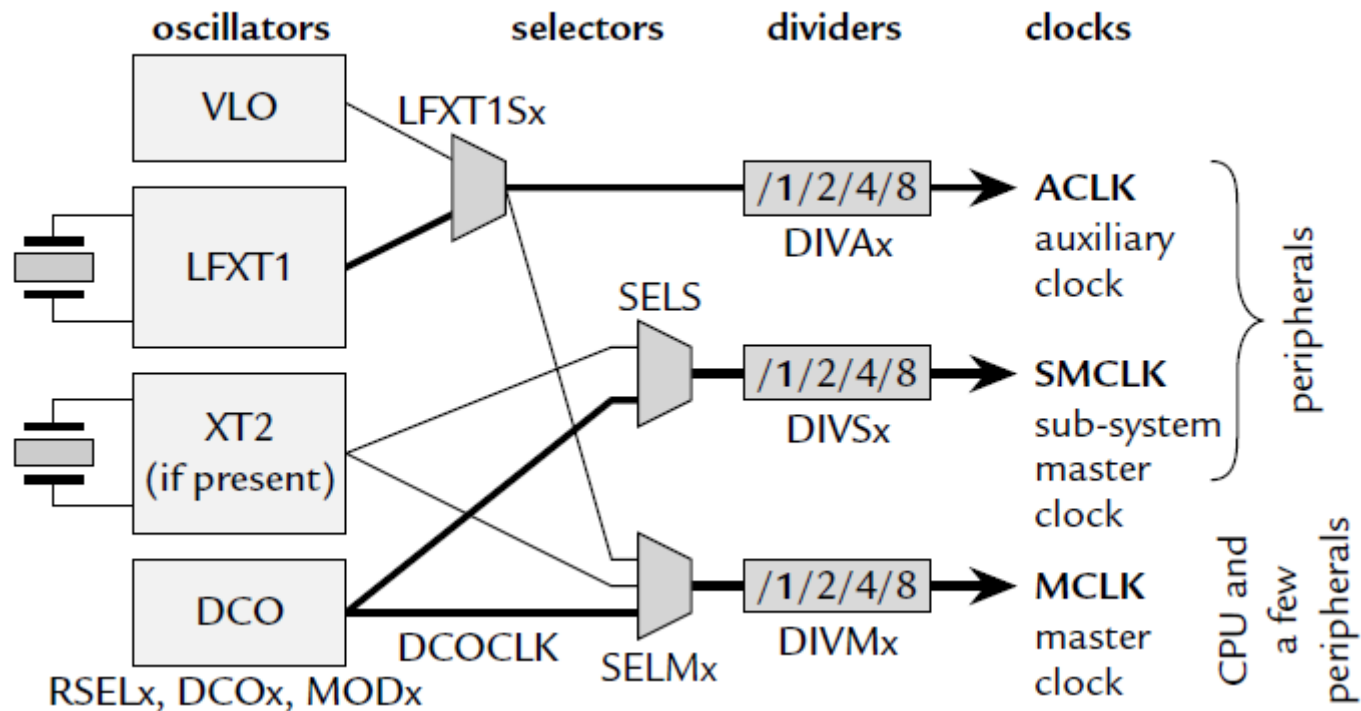 oscillators selectors dividers clocks
VLO
LFXT1Sx
/1/2/4/8
DIVAx
ACLK
auxiliary
clock
LFXT1
SELS
/1/2/4/8
DIVSx
SMCLK
sub-system
master
clock
peripherals
XT2
(if present)
DCO
DCOCLK
SELMx
/1/2/4/8
DIVMx
MCLK
master
clock
CPU and
a few
peripherals
RSELx, DCOx, MODx